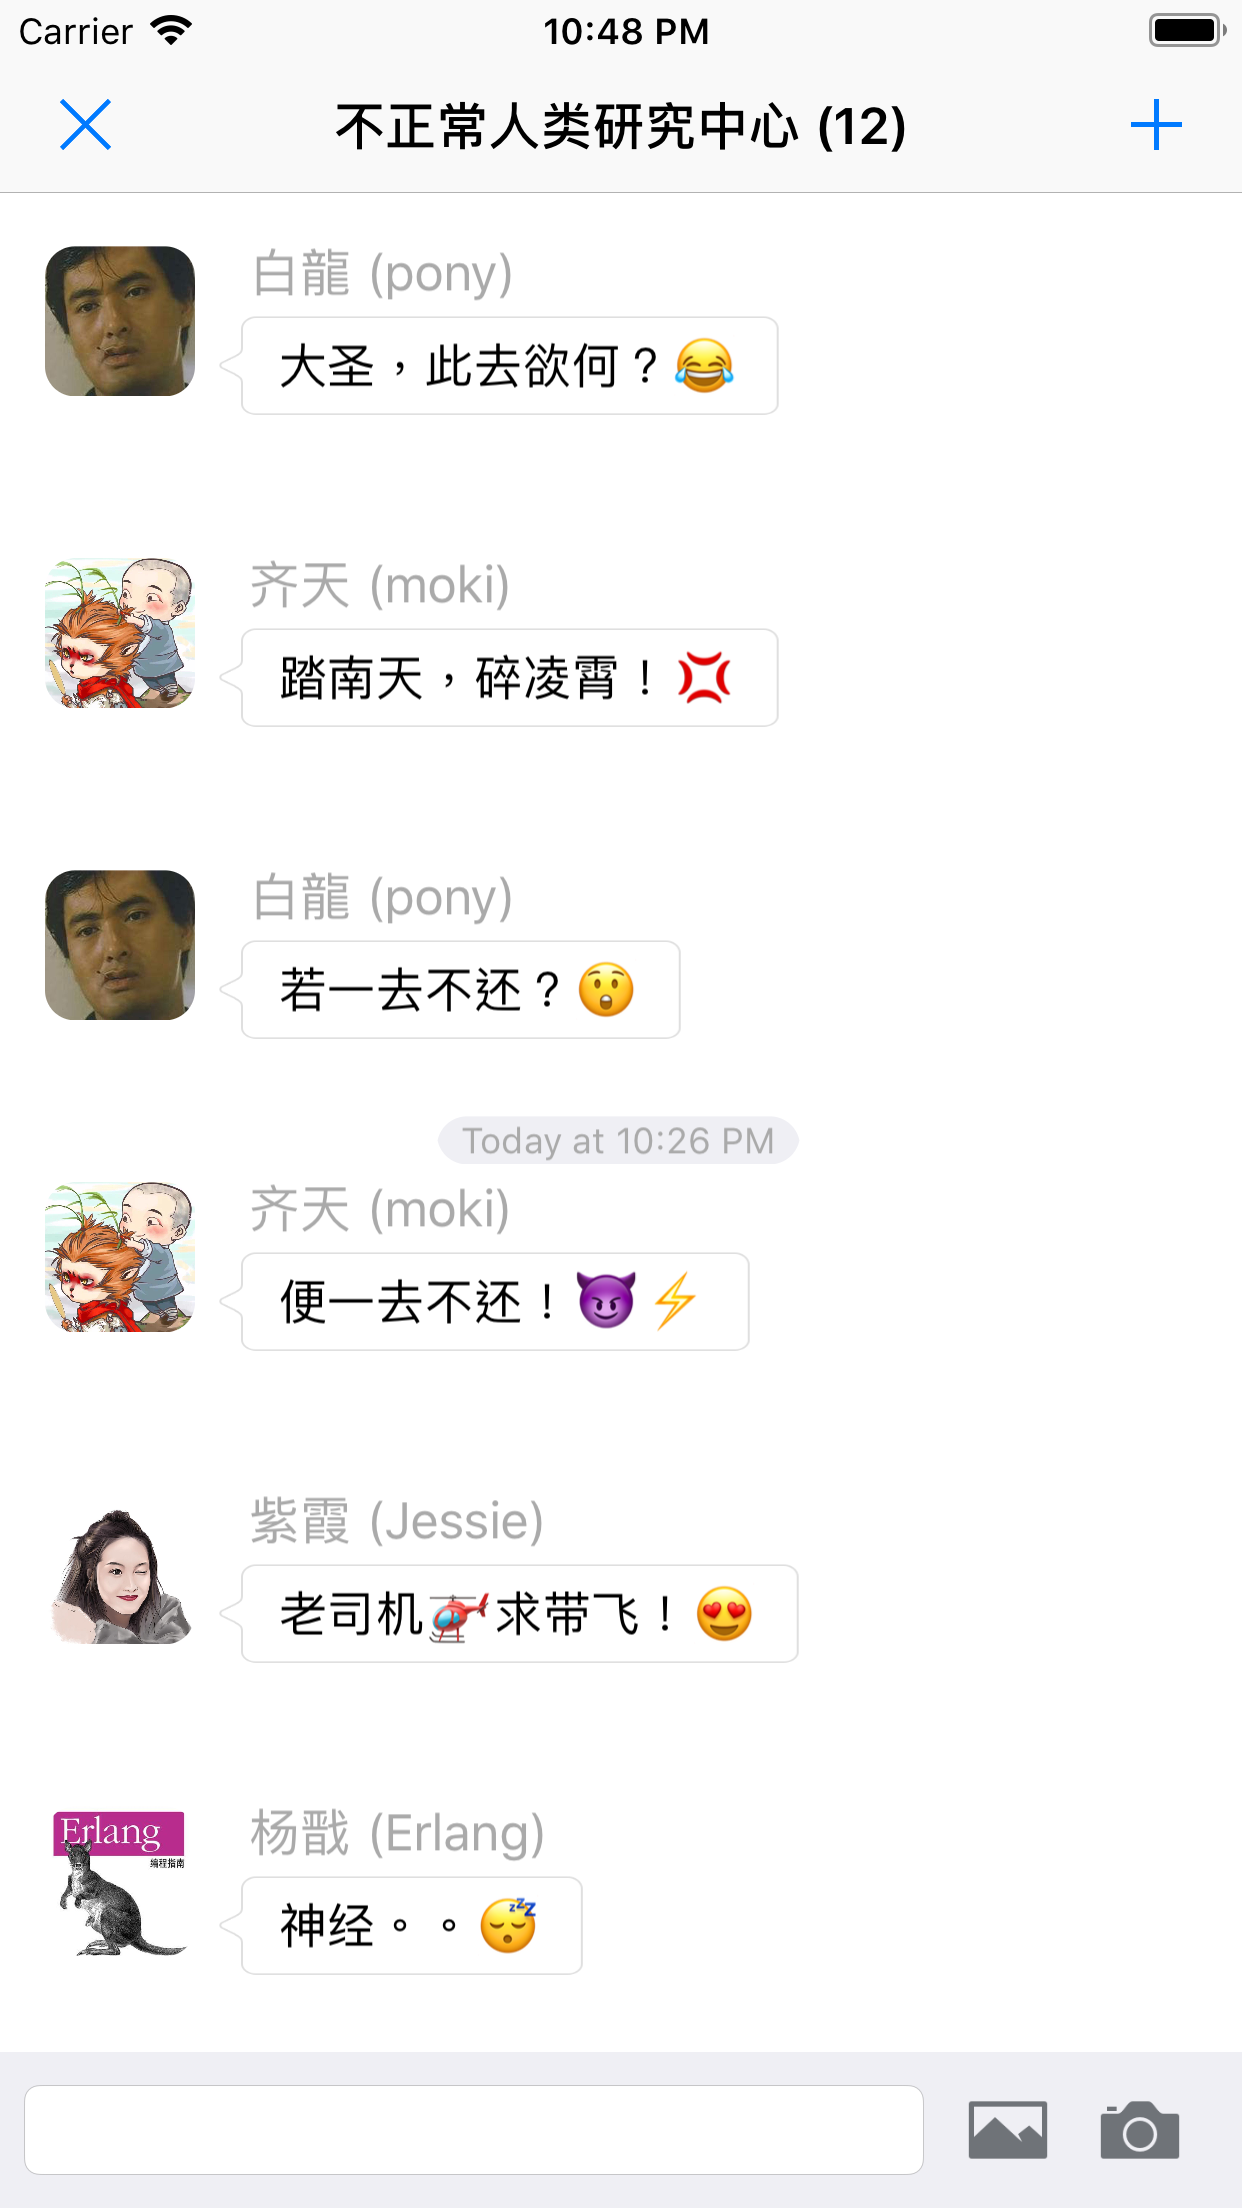 Carrier 10:48 PM
不正常人类研究中心 (12)
白龍 (pony)
大圣，此去欲何？😂
齐天 (moki)
踏南天，碎凌霄！💢
白龍 (pony)
若一去不还？😲
Today at 10:26 PM
齐天 (moki)
便一去不还！😈⚡
紫霞 (Jessie)
老司机🚁求带飞！😍
Erlang
编程指南
杨戬 (Erlang)
神经。。😴